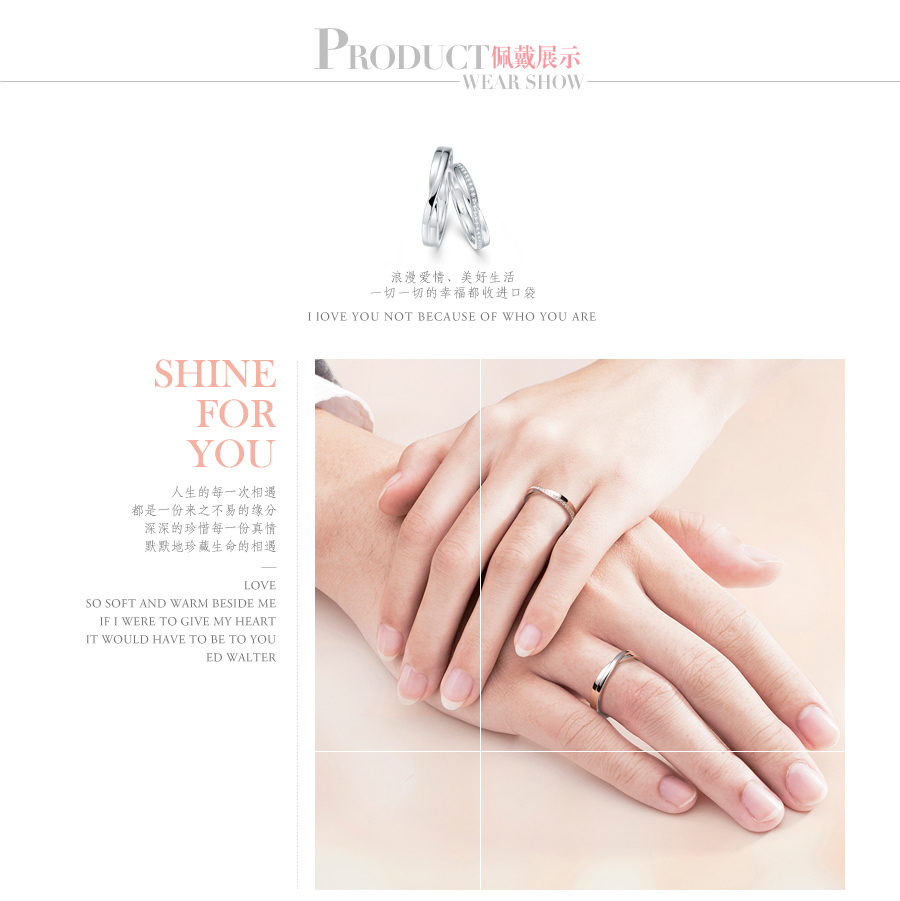 PRODUCT佩戴展示
WEAR SHOW
浪漫爱情、美好生活
一切一切的幸福都收进口袋
I lOVE YOU NOT BECAUSE OF WHO YOU ARE
SHINE
FOR
YOU
人生的每一次相遇
都是一份来之不易的缘分
深深的珍惜每一份真情
默默地珍藏生命的相遇
—
LOVE
SO SOFT AND WARM BESIDE ME
IF I WERE TO GIVE MY HEART
IT WOULD HAVE TO BE TO YOU
ED WALTER